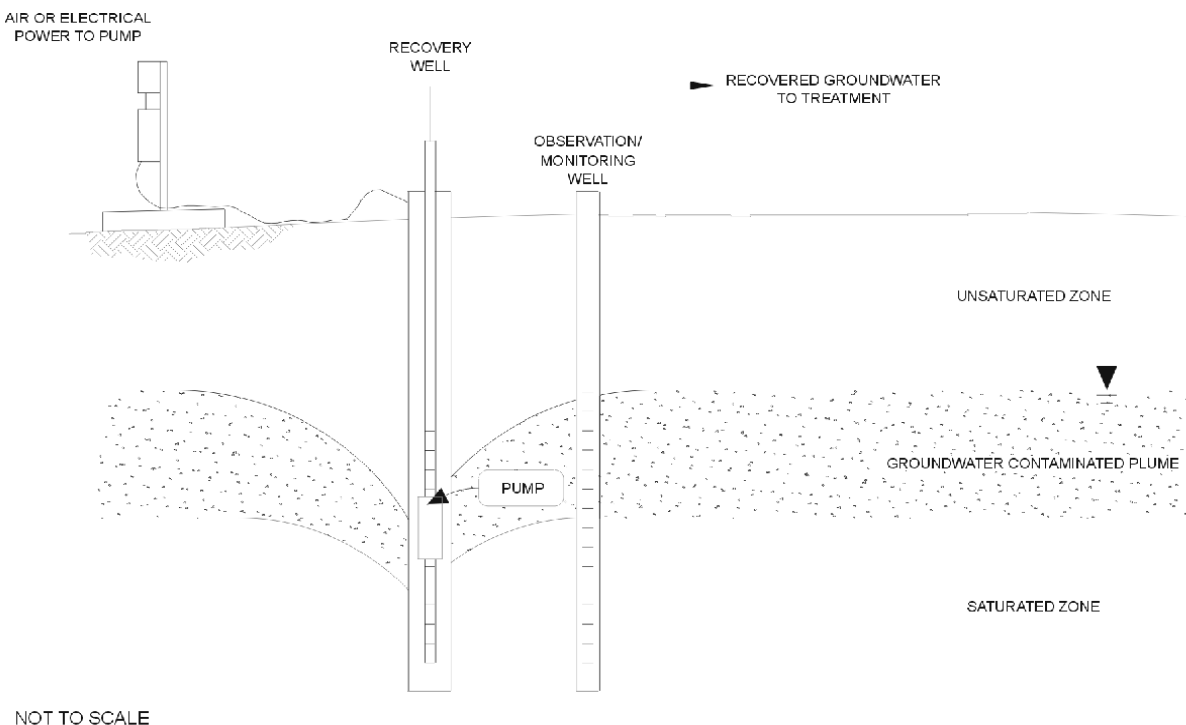 AIR OR ELECTRICAL
POWER TO PUMP
RECOVERY
WELL
RECOVERED GROUNDWATER
TO TREATMENT
OBSERVATION/
MONITORING
WELL
UNSATURATED ZONE
GROUNDWATER CONTAMINATED PLUME
PUMP
SATURATED ZONE
NOT TO SCALE